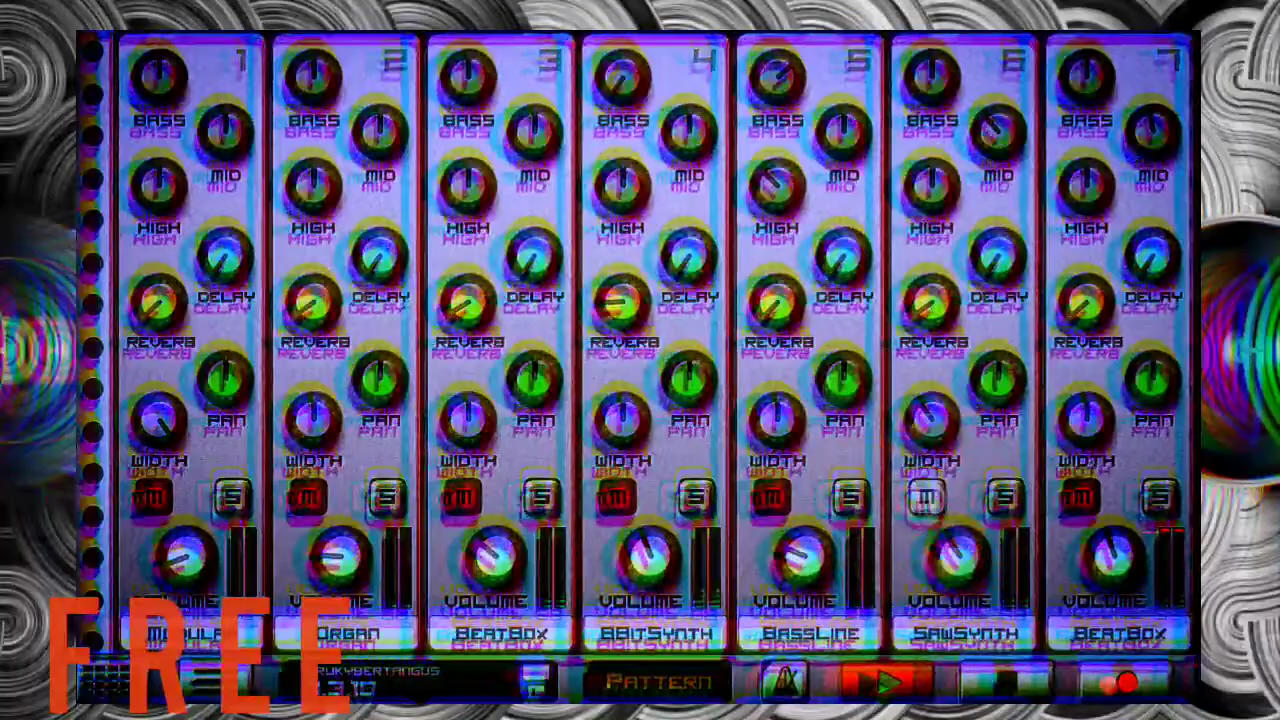 1 2 3 4 5 6 7
BASS BASS BASS BASS BASS BASS BASS
MID MID MID MID MID MID MID
HIGH HIGH HIGH HIGH HIGH HIGH HIGH
DELAY DELAY DELAY DELAY DELAY DELAY DELAY
REVERB REVERB REVERB REVERB REVERB REVERB REVERB
PAN PAN PAN PAN PAN PAN PAN
WIDTH WIDTH WIDTH WIDTH WIDTH WIDTH WIDTH
M S M S M S M S M S M S M S
VOLUME VOLUME VOLUME VOLUME VOLUME VOLUME VOLUME
ORGAN BEATBOX 8BITSYNTH BASSLINE SAWSYNTH BEATBOX
FREE
PATTERN